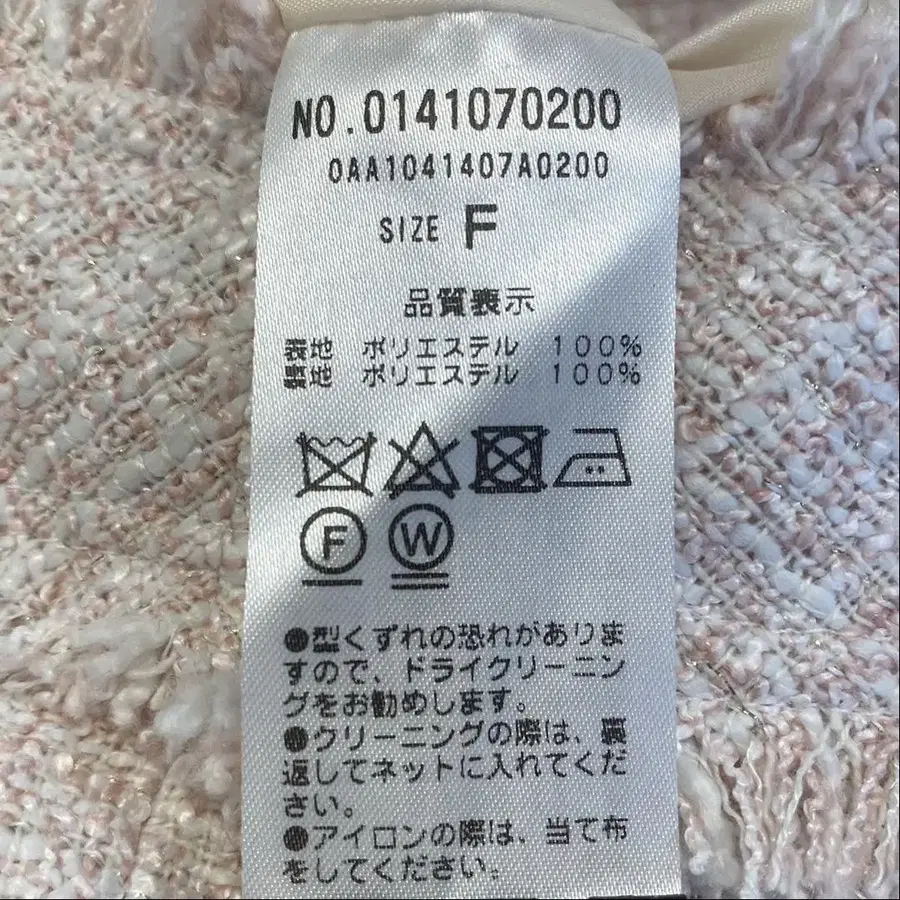 NO.0141070200
0AA1041407A0200
SIZE F
品質表示
表地 ポリエステル 100%
裏地 ポリエステル 100%
F W
●型くずれの恐れがありま
すので、ドライクリーニン
グをお勧めします。
●クリーニングの際は、裏
返してネットに入れてくだ
さい。
●アイロンの際は、当て布
をしてください。